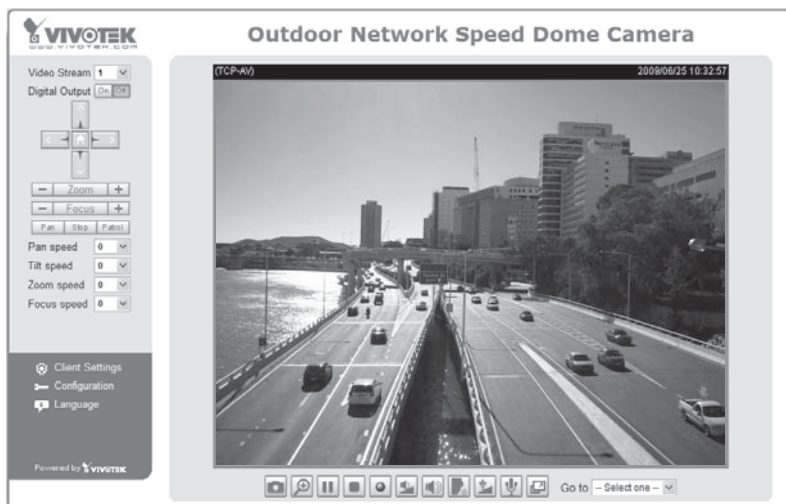 VIVOTEK
www.vivotek.com
Outdoor Network Speed Dome Camera
Video Stream 1
Digital Output On Off
Zoom
Focus
Pan Stop Patrol
Pan speed 0
Tilt speed 0
Zoom speed 0
Focus speed 0
Client Settings
Configuration
Language
Powered by VIVOTEK
(TCP-AV) 2009/06/25 10:32:57
Go to -- Select one --